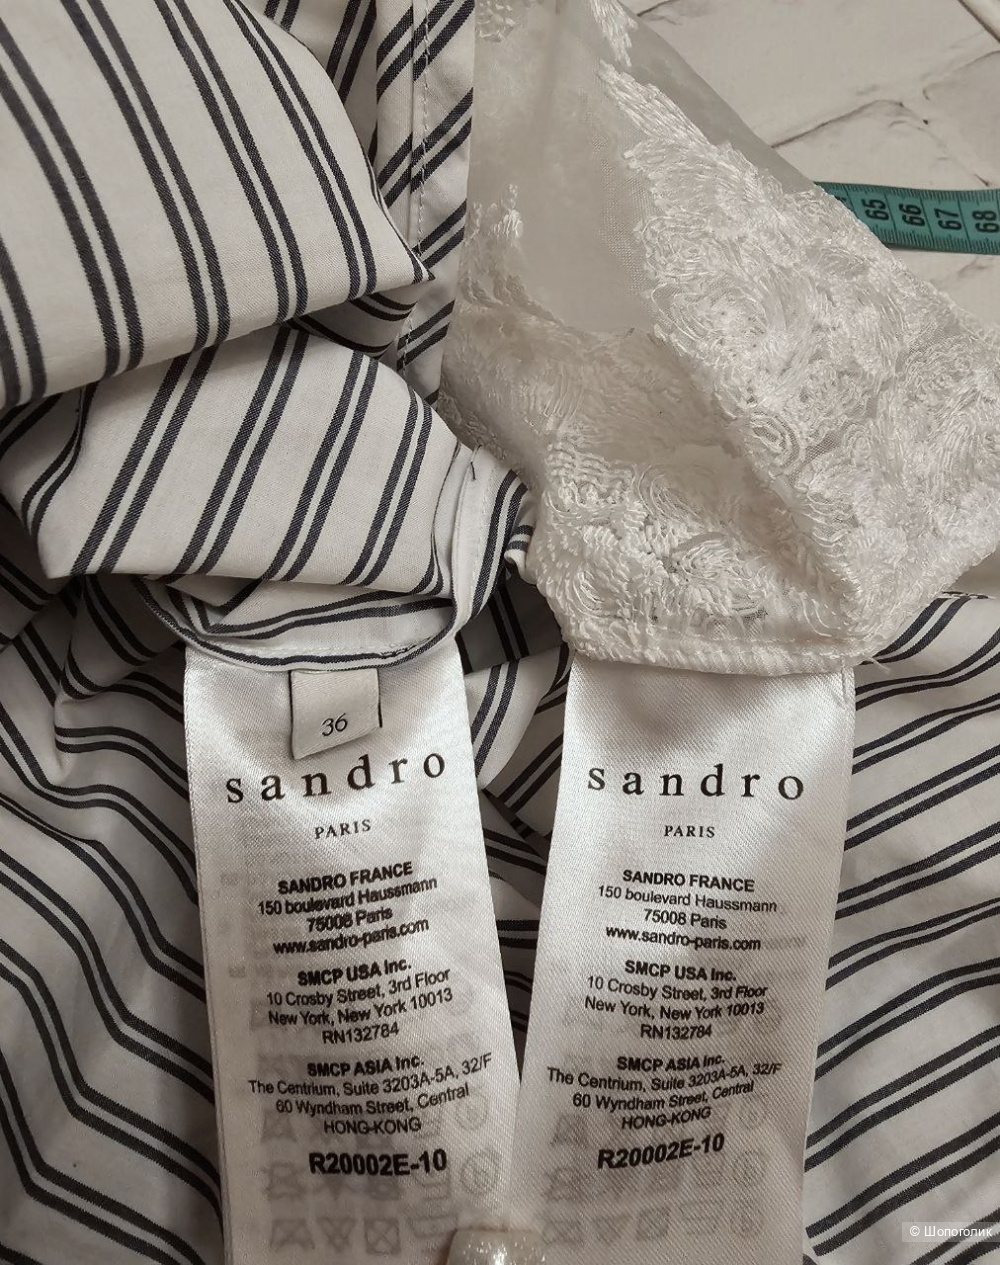 65
66
67
68
36
sandro
PARIS
SANDRO FRANCE
150 boulevard Haussmann
75008 Paris
www.sandro-paris.com
SMCP USA Inc.
10 Crosby Street, 3rd Floor
New York, New York 10013
RN132784
SMCP ASIA Inc.
The Centrium, Suite 3203A-5A, 32/F
60 Wyndham Street, Central
HONG-KONG
R20002E-10
sandro
PARIS
SANDRO FRANCE
150 boulevard Haussmann
75008 Paris
www.sandro-paris.com
SMCP USA Inc.
10 Crosby Street, 3rd Floor
New York, New York 10013
RN132784
SMCP ASIA Inc.
The Centrium, Suite 3203A-5A, 32/F
60 Wyndham Street, Central
HONG-KONG
R20002E-10
© Шопоголик